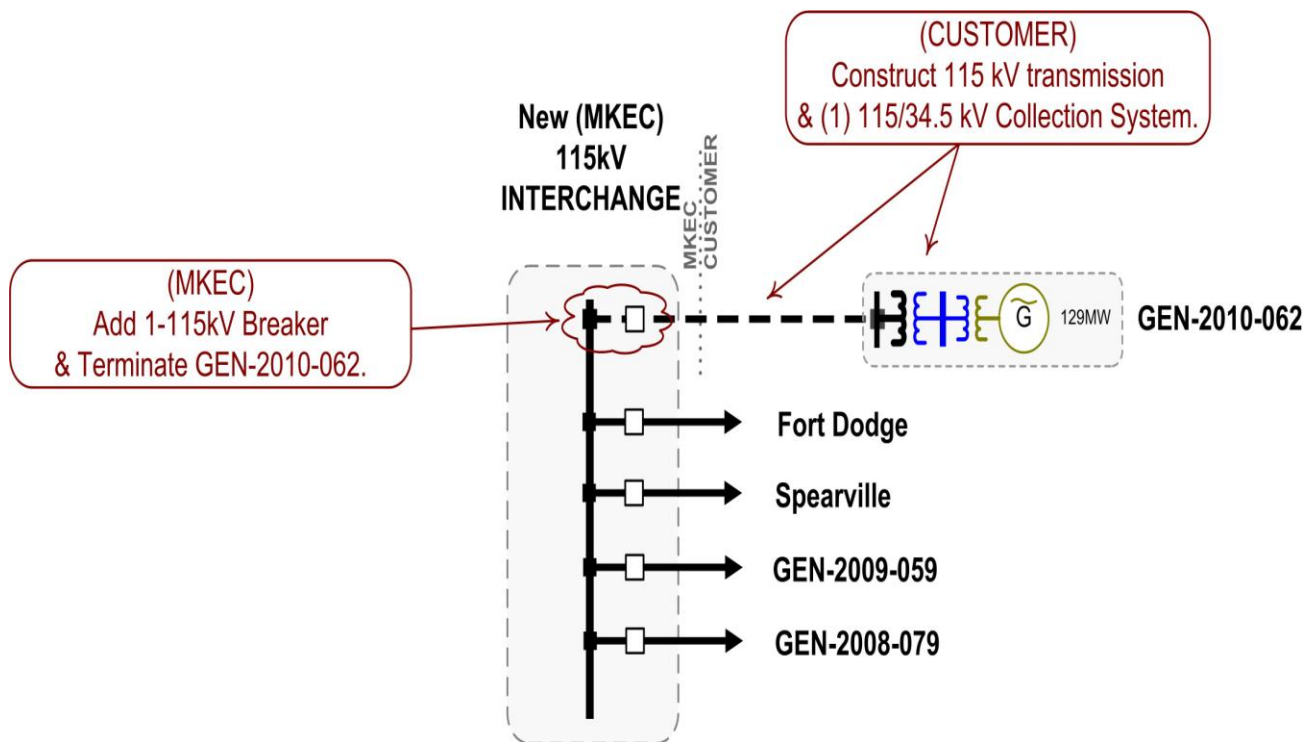 (CUSTOMER)
Construct 115 kV transmission
& (1) 115/34.5 kV Collection System.
New (MKEC)
115kV
INTERCHANGE
MKEC
CUSTOMER
(MKEC)
Add 1-115kV Breaker
& Terminate GEN-2010-062.
G
129MW
GEN-2010-062
Fort Dodge
Spearville
GEN-2009-059
GEN-2008-079